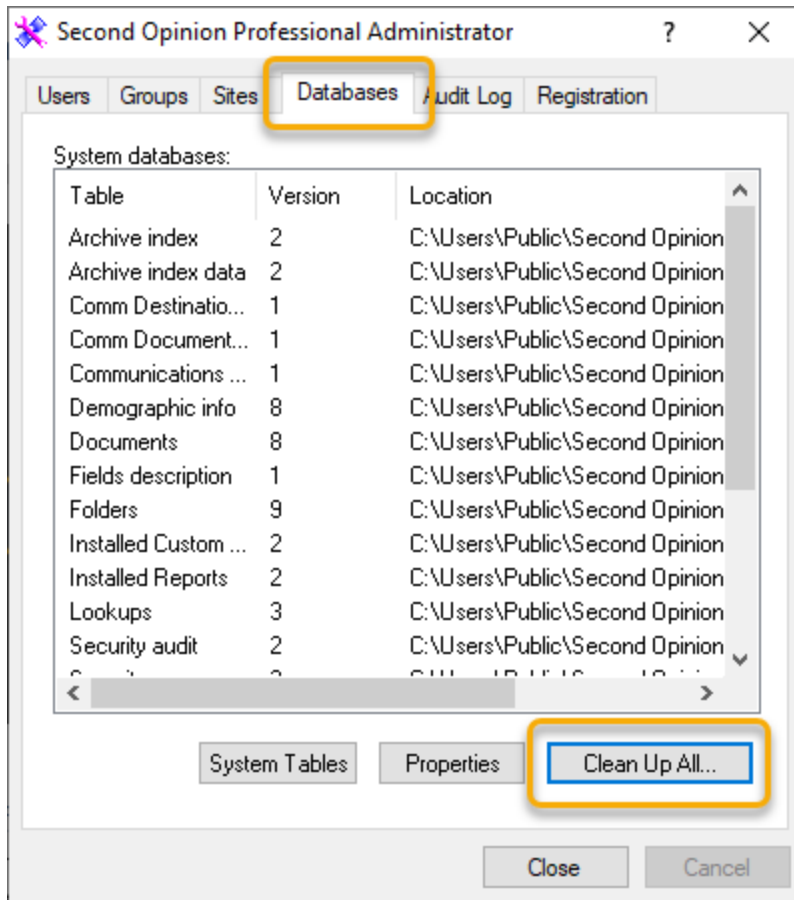 Second Opinion Professional Administrator ?
Users Groups Sites Databases Audit Log Registration
System databases:
Table Version Location
Archive index 2 C:\Users\Public\Second Opinion
Archive index data 2 C:\Users\Public\Second Opinion
Comm Destinatio... 1 C:\Users\Public\Second Opinion
Comm Document... 1 C:\Users\Public\Second Opinion
Communications ... 1 C:\Users\Public\Second Opinion
Demographic info 8 C:\Users\Public\Second Opinion
Documents 8 C:\Users\Public\Second Opinion
Fields description 1 C:\Users\Public\Second Opinion
Folders 9 C:\Users\Public\Second Opinion
Installed Custom ... 2 C:\Users\Public\Second Opinion
Installed Reports 2 C:\Users\Public\Second Opinion
Lookups 3 C:\Users\Public\Second Opinion
Security audit 2 C:\Users\Public\Second Opinion
System Tables Properties Clean Up All...
Close Cancel